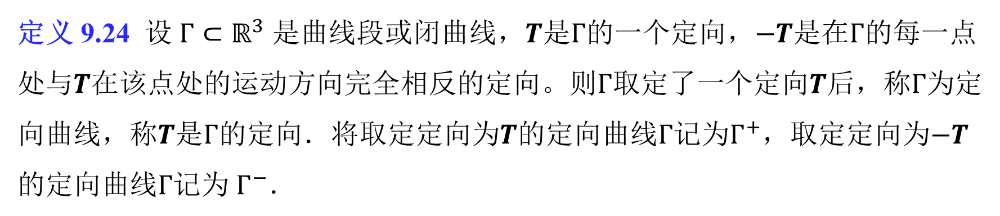 定义 9.24 设 Γ ⊂ ℝ³ 是曲线段或闭曲线，T是Γ的一个定向，−T是在Γ的每一点
处与T在该点处的运动方向完全相反的定向。则Γ取定了一个定向T后，称Γ为定
向曲线，称T是Γ的定向．将取定定向为T的定向曲线Γ记为Γ⁺，取定定向为−T
的定向曲线Γ记为 Γ⁻．